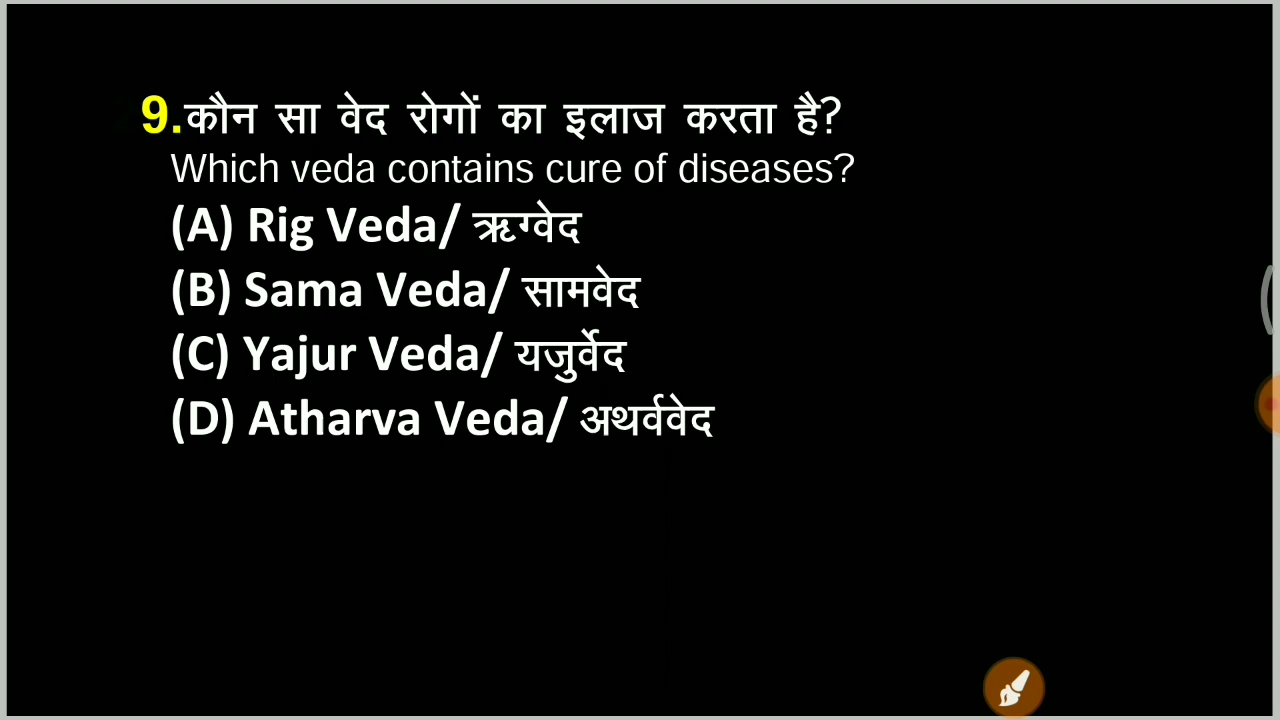 9.कौन सा वेद रोगों का इलाज करता है?
Which veda contains cure of diseases?
(A) Rig Veda/ ऋग्वेद
(B) Sama Veda/ सामवेद
(C) Yajur Veda/ यजुर्वेद
(D) Atharva Veda/ अथर्ववेद